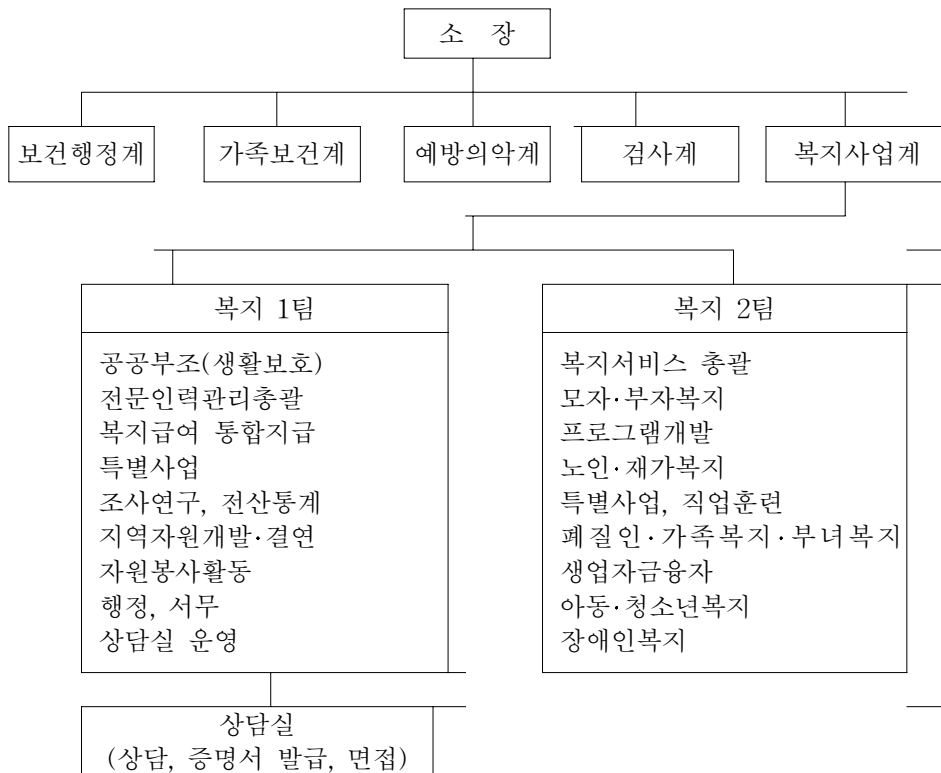 소 장
보건행정계
가족보건계
예방의약계
검사계
복지사업계
복지 1팀
공공부조(생활보호)
전문인력관리총괄
복지급여 통합지급
특별사업
조사연구, 전산통계
지역자원개발·결연
자원봉사활동
행정, 서무
상담실 운영
복지 2팀
복지서비스 총괄
모자·부자복지
프로그램개발
노인·재가복지
특별사업, 직업훈련
폐질인·가족복지·부녀복지
생업자금융자
아동·청소년복지
장애인복지
상담실
(상담, 증명서 발급, 면접)